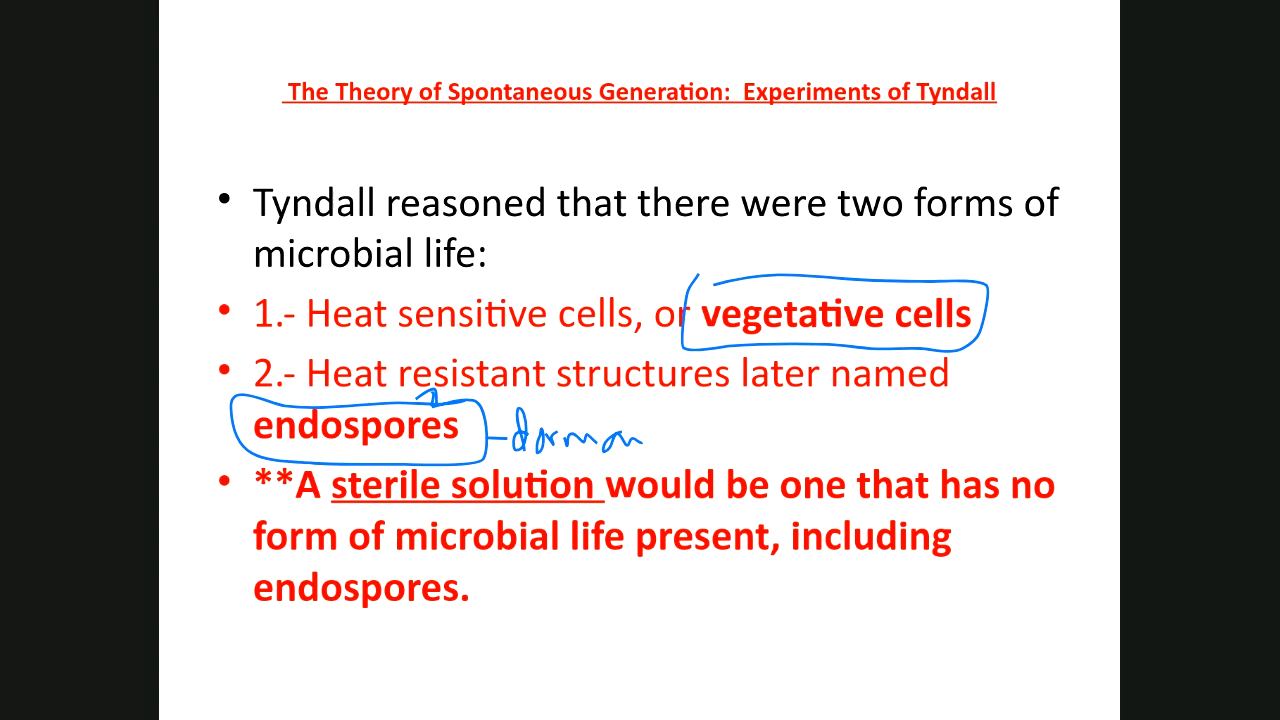 The Theory of Spontaneous Generation: Experiments of Tyndall
• Tyndall reasoned that there were two forms of
microbial life:
• 1.- Heat sensitive cells, or vegetative cells
• 2.- Heat resistant structures later named
endospores - dorman
• **A sterile solution would be one that has no
form of microbial life present, including
endospores.